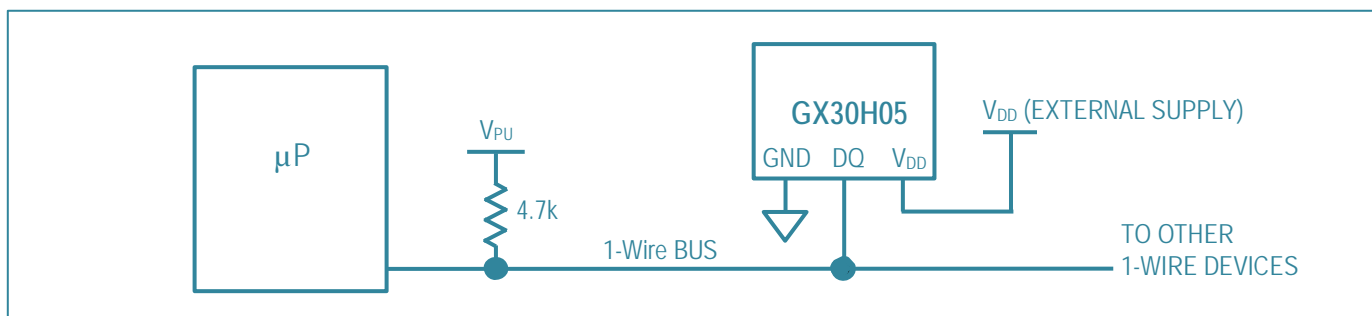 μP
VPU
4.7k
1-Wire BUS
GX30H05
GND DQ VDD
VDD (EXTERNAL SUPPLY)
TO OTHER
1-WIRE DEVICES